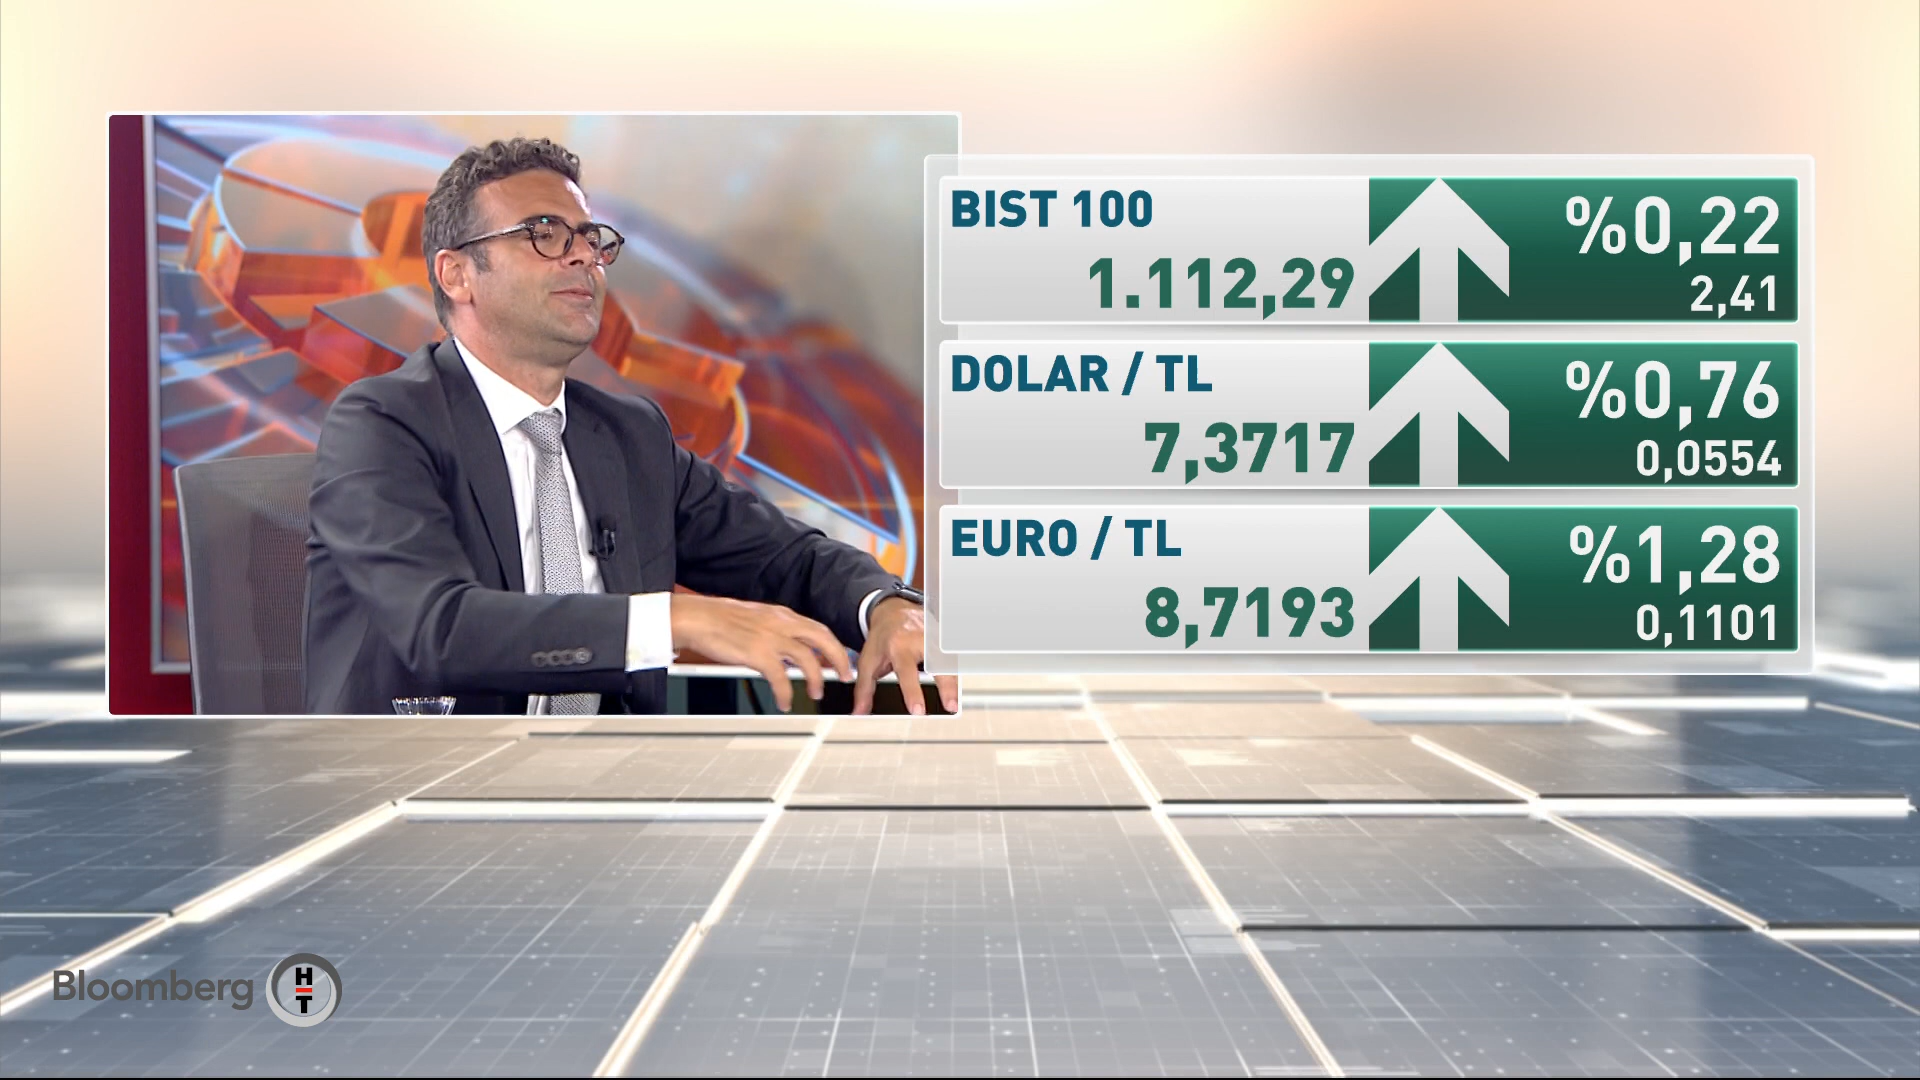 BIST 100
1.112,29
%0,22
2,41
DOLAR / TL
7,3717
%0,76
0,0554
EURO / TL
8,7193
%1,28
0,1101
Bloomberg HT